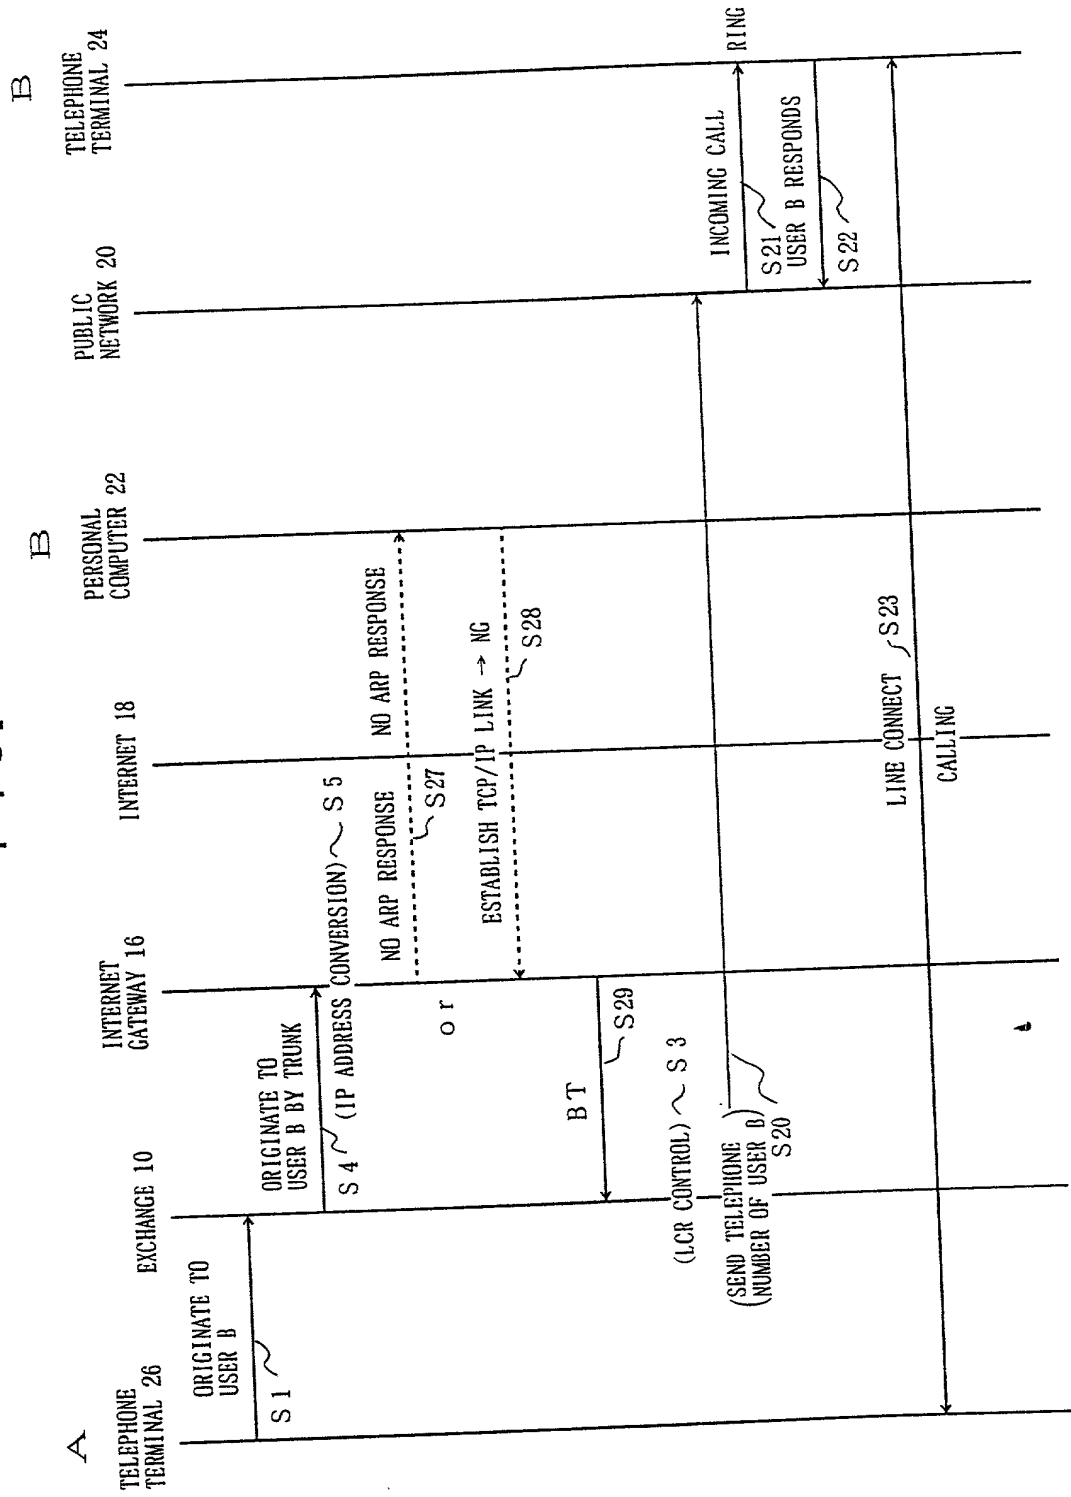 A
TELEPHONE
TERMINAL 26
EXCHANGE 10
INTERNET
GATEWAY 16
INTERNET 18
B
PERSONAL
COMPUTER 22
PUBLIC
NETWORK 20
B
TELEPHONE
TERMINAL 24
ORIGINATE TO
USER B
S1
ORIGINATE TO
USER B BY TRUNK
S4
(IP ADDRESS CONVERSION)
S5
NO ARP RESPONSE
NO ARP RESPONSE
S27
or
ESTABLISH TCP/IP LINK → NG
S28
BT
S29
(LCR CONTROL)
S3
(SEND TELEPHONE
NUMBER OF USER B)
S20
INCOMING CALL
RING
S21
USER B RESPONDS
S22
LINE CONNECT
S23
CALLING